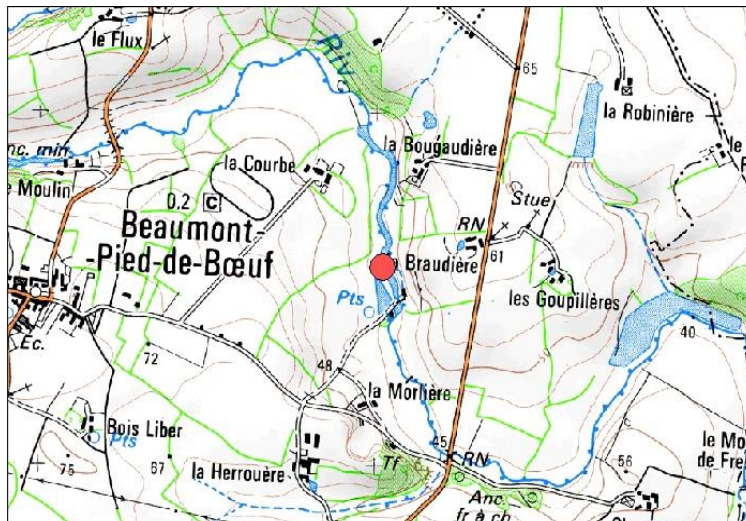 le Flux
Riv
65
la Robinière
nc. min
la Bougaudière
la Courbe
le
e Moulin
0.2 C
Stue
RN
Beaumont-
Pied-de-Bœuf
61
Braudière
les Goupillères
Pts
40
Ec.
72
48
la Morlière
Bois Liber
Pts
45
RN
le Mo
de Fre
75
67
la Herrouère
Tf
56
Anc
fr à ch